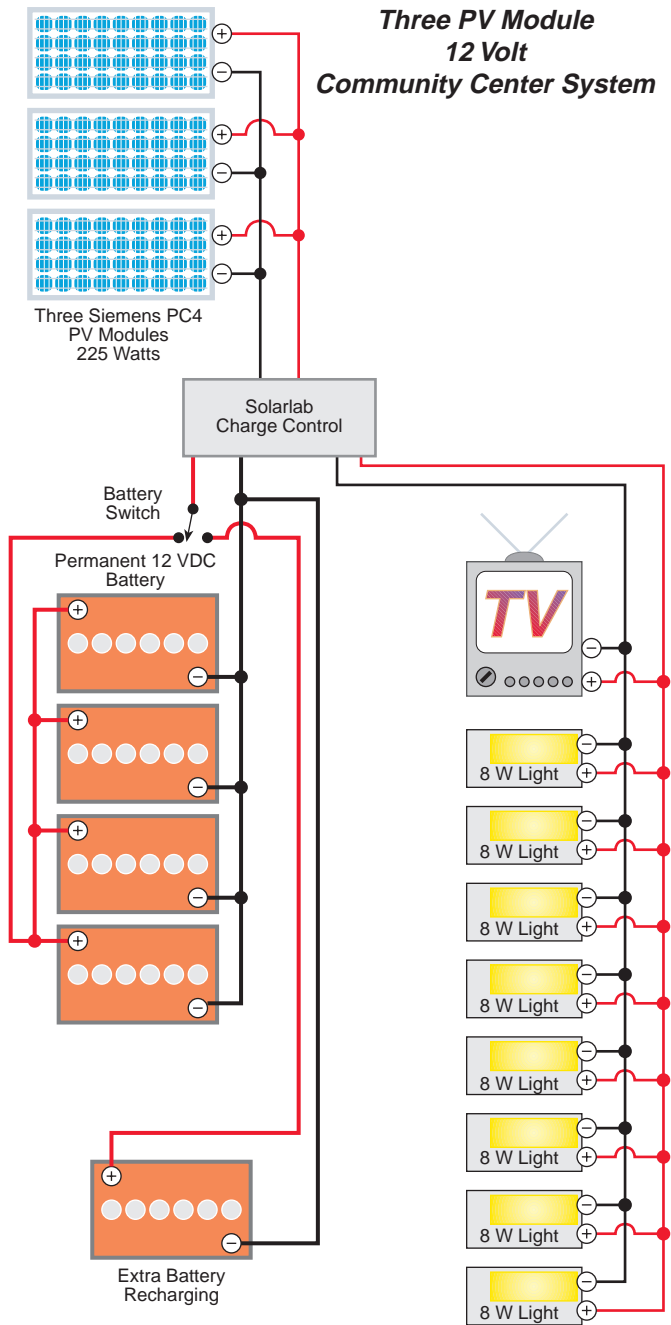 Three PV Module
12 Volt
Community Center System
+
−
+
−
+
−
Three Siemens PC4
PV Modules
225 Watts
Solarlab
Charge Control
Battery
Switch
Permanent 12 VDC
Battery
+
−
+
−
+
−
+
−
+
−
Extra Battery
Recharging
TV
−
+
−
8 W Light +
−
8 W Light +
−
8 W Light +
−
8 W Light +
−
8 W Light +
−
8 W Light +
−
8 W Light +
−
8 W Light +